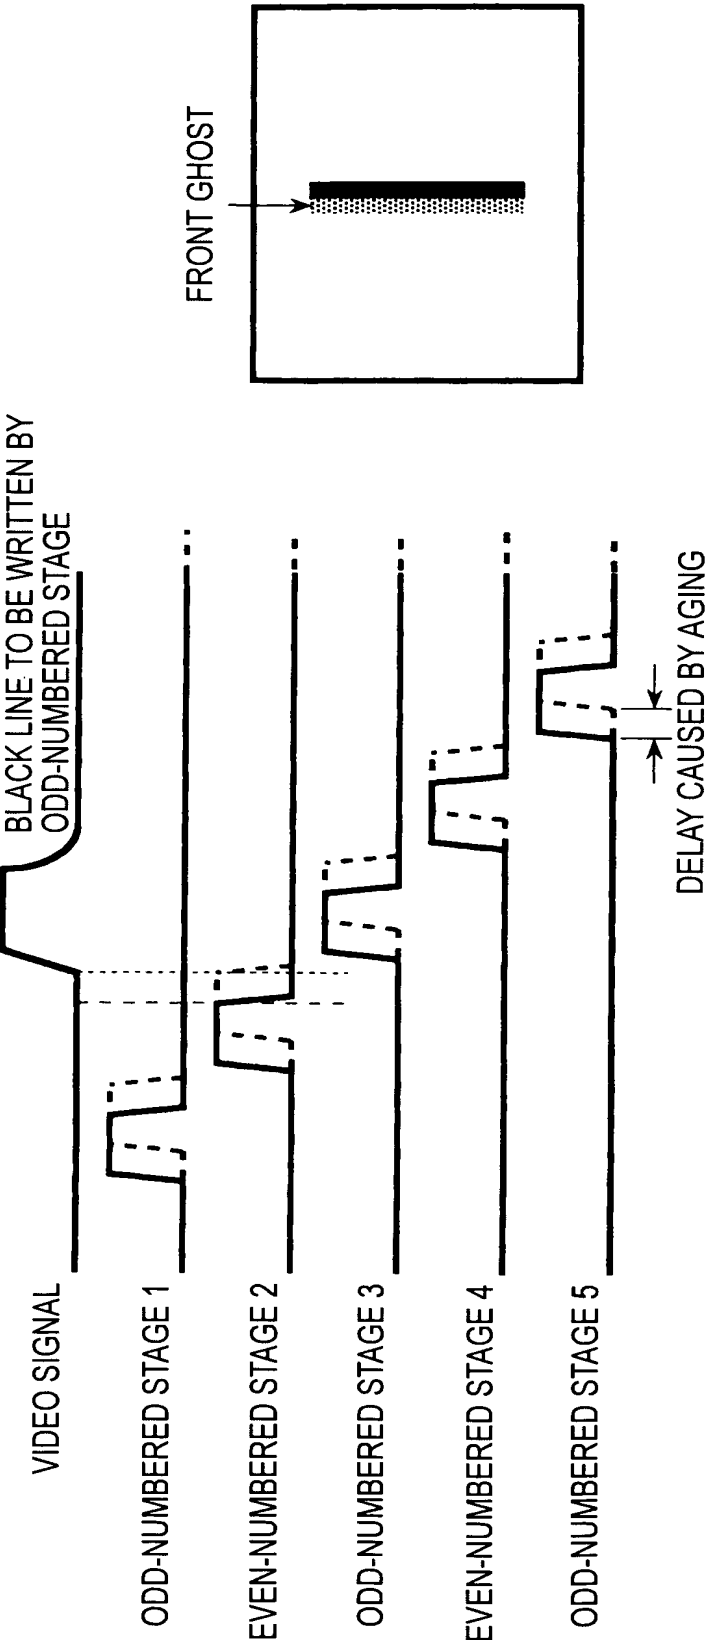 VIDEO SIGNAL
BLACK LINE TO BE WRITTEN BY
ODD-NUMBERED STAGE
ODD-NUMBERED STAGE 1
EVEN-NUMBERED STAGE 2
ODD-NUMBERED STAGE 3
EVEN-NUMBERED STAGE 4
ODD-NUMBERED STAGE 5
DELAY CAUSED BY AGING
FRONT GHOST